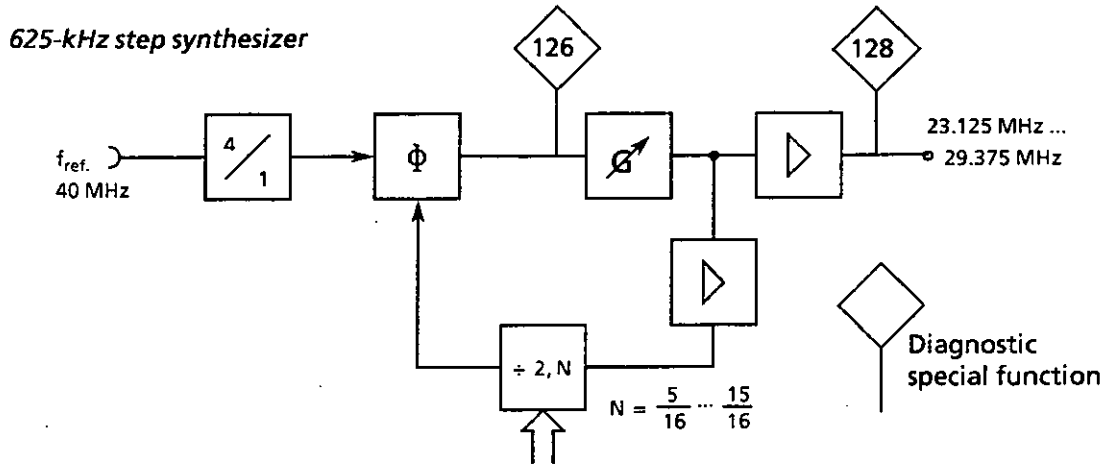 625-kHz step synthesizer
126
128
f_ref.
40 MHz
4
1
Φ
G
23.125 MHz ...
29.375 MHz
÷ 2, N
N = 5/16 ... 15/16
Diagnostic
special function